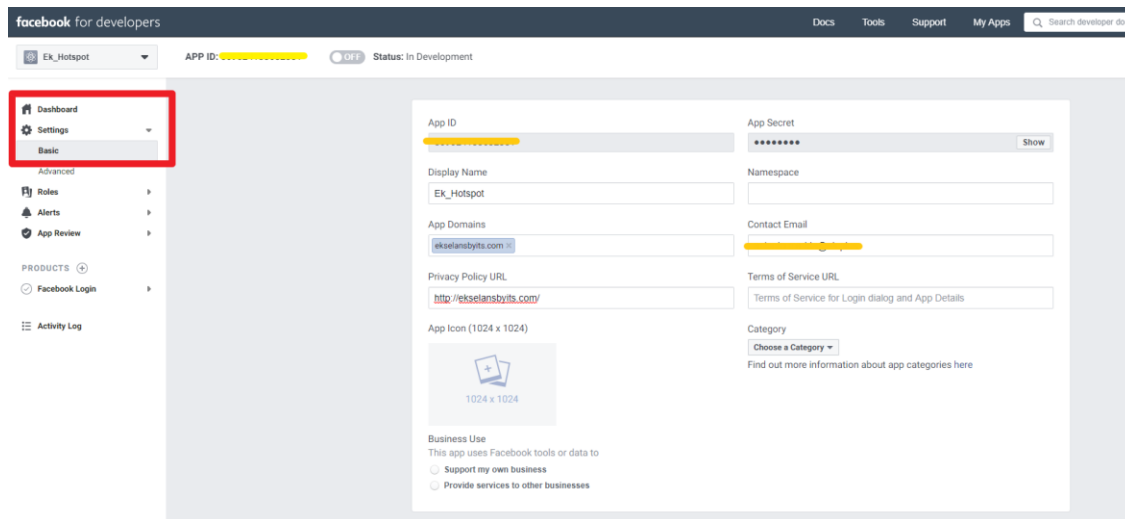 facebook for developers
Docs Tools Support My Apps Search developer do
Ek_Hotspot
APP ID:
OFF
Status: In Development
Dashboard
Settings
Basic
Advanced
Roles
Alerts
App Review
PRODUCTS
Facebook Login
Activity Log
App ID
App Secret
Show
Display Name
Namespace
Ek_Hotspot
App Domains
Contact Email
ekselansbyits.com
Privacy Policy URL
Terms of Service URL
http://ekselansbyits.com/
Terms of Service for Login dialog and App Details
App Icon (1024 x 1024)
Category
Choose a Category
Find out more information about app categories here
1024 x 1024
Business Use
This app uses Facebook tools or data to
Support my own business
Provide services to other businesses